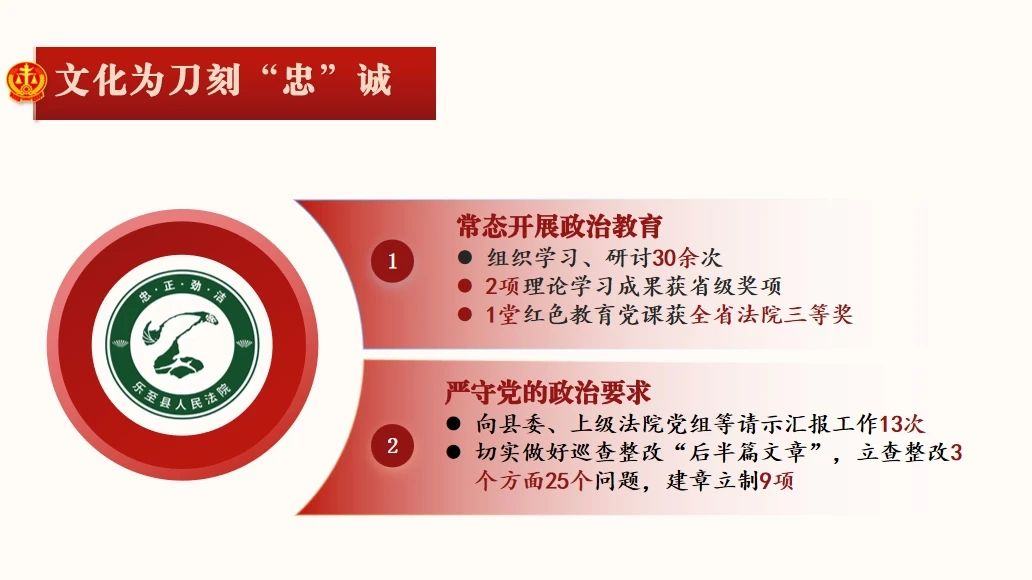 文化为刀刻“忠”诚
忠·正·劲·洁
乐至县人民法院
1
常态开展政治教育
● 组织学习、研讨30余次
● 2项理论学习成果获省级奖项
● 1堂红色教育党课获全省法院三等奖
2
严守党的政治要求
● 向县委、上级法院党组等请示汇报工作13次
● 切实做好巡查整改“后半篇文章”，立查整改3
个方面25个问题，建章立制9项